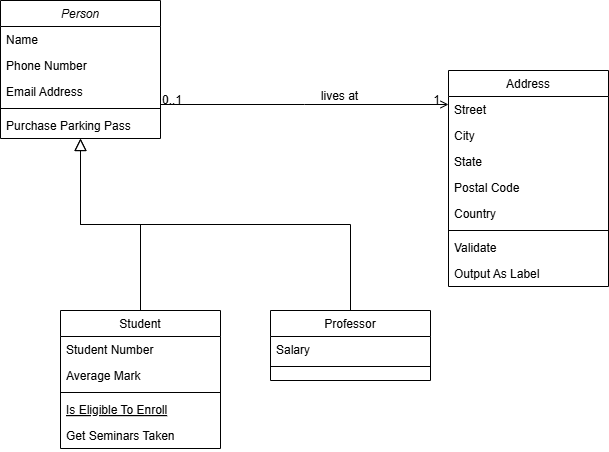 Person
Name
Phone Number
Email Address
Purchase Parking Pass
0..1
lives at
1
Address
Street
City
State
Postal Code
Country
Validate
Output As Label
Student
Student Number
Average Mark
Is Eligible To Enroll
Get Seminars Taken
Professor
Salary